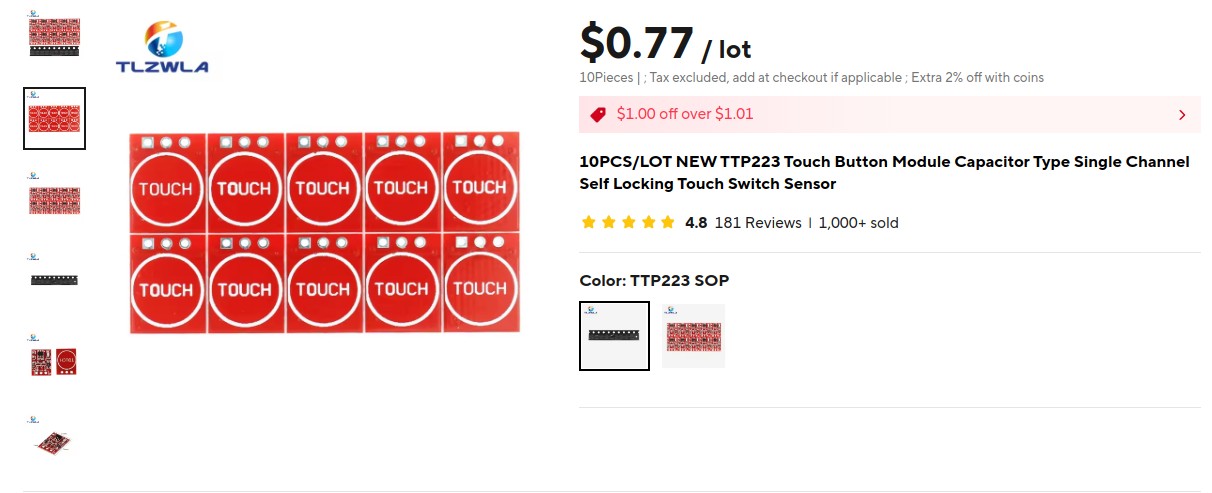 TLZWLA
TOUCH TOUCH TOUCH TOUCH TOUCH
TOUCH TOUCH TOUCH TOUCH TOUCH
$0.77 / lot
10Pieces | ; Tax excluded, add at checkout if applicable ; Extra 2% off with coins
$1.00 off over $1.01
10PCS/LOT NEW TTP223 Touch Button Module Capacitor Type Single Channel
Self Locking Touch Switch Sensor
4.8 181 Reviews | 1,000+ sold
Color: TTP223 SOP